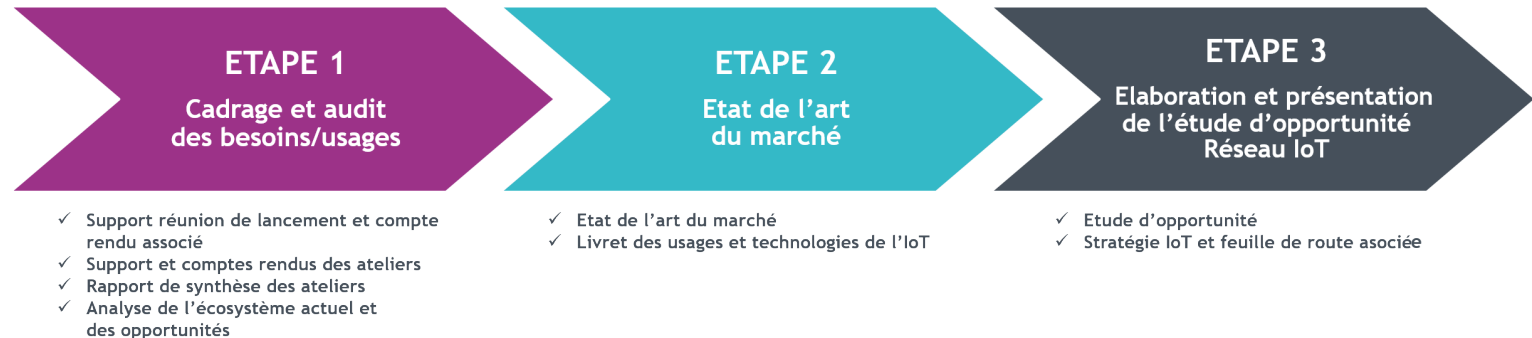 ETAPE 1
Cadrage et audit
des besoins/usages
✓ Support réunion de lancement et compte
rendu associé
✓ Support et comptes rendus des ateliers
✓ Rapport de synthèse des ateliers
✓ Analyse de l’écosystème actuel et
des opportunités
ETAPE 2
Etat de l’art
du marché
✓ Etat de l’art du marché
✓ Livret des usages et technologies de l’IoT
ETAPE 3
Elaboration et présentation
de l’étude d’opportunité
Réseau IoT
✓ Etude d’opportunité
✓ Stratégie IoT et feuille de route asociée